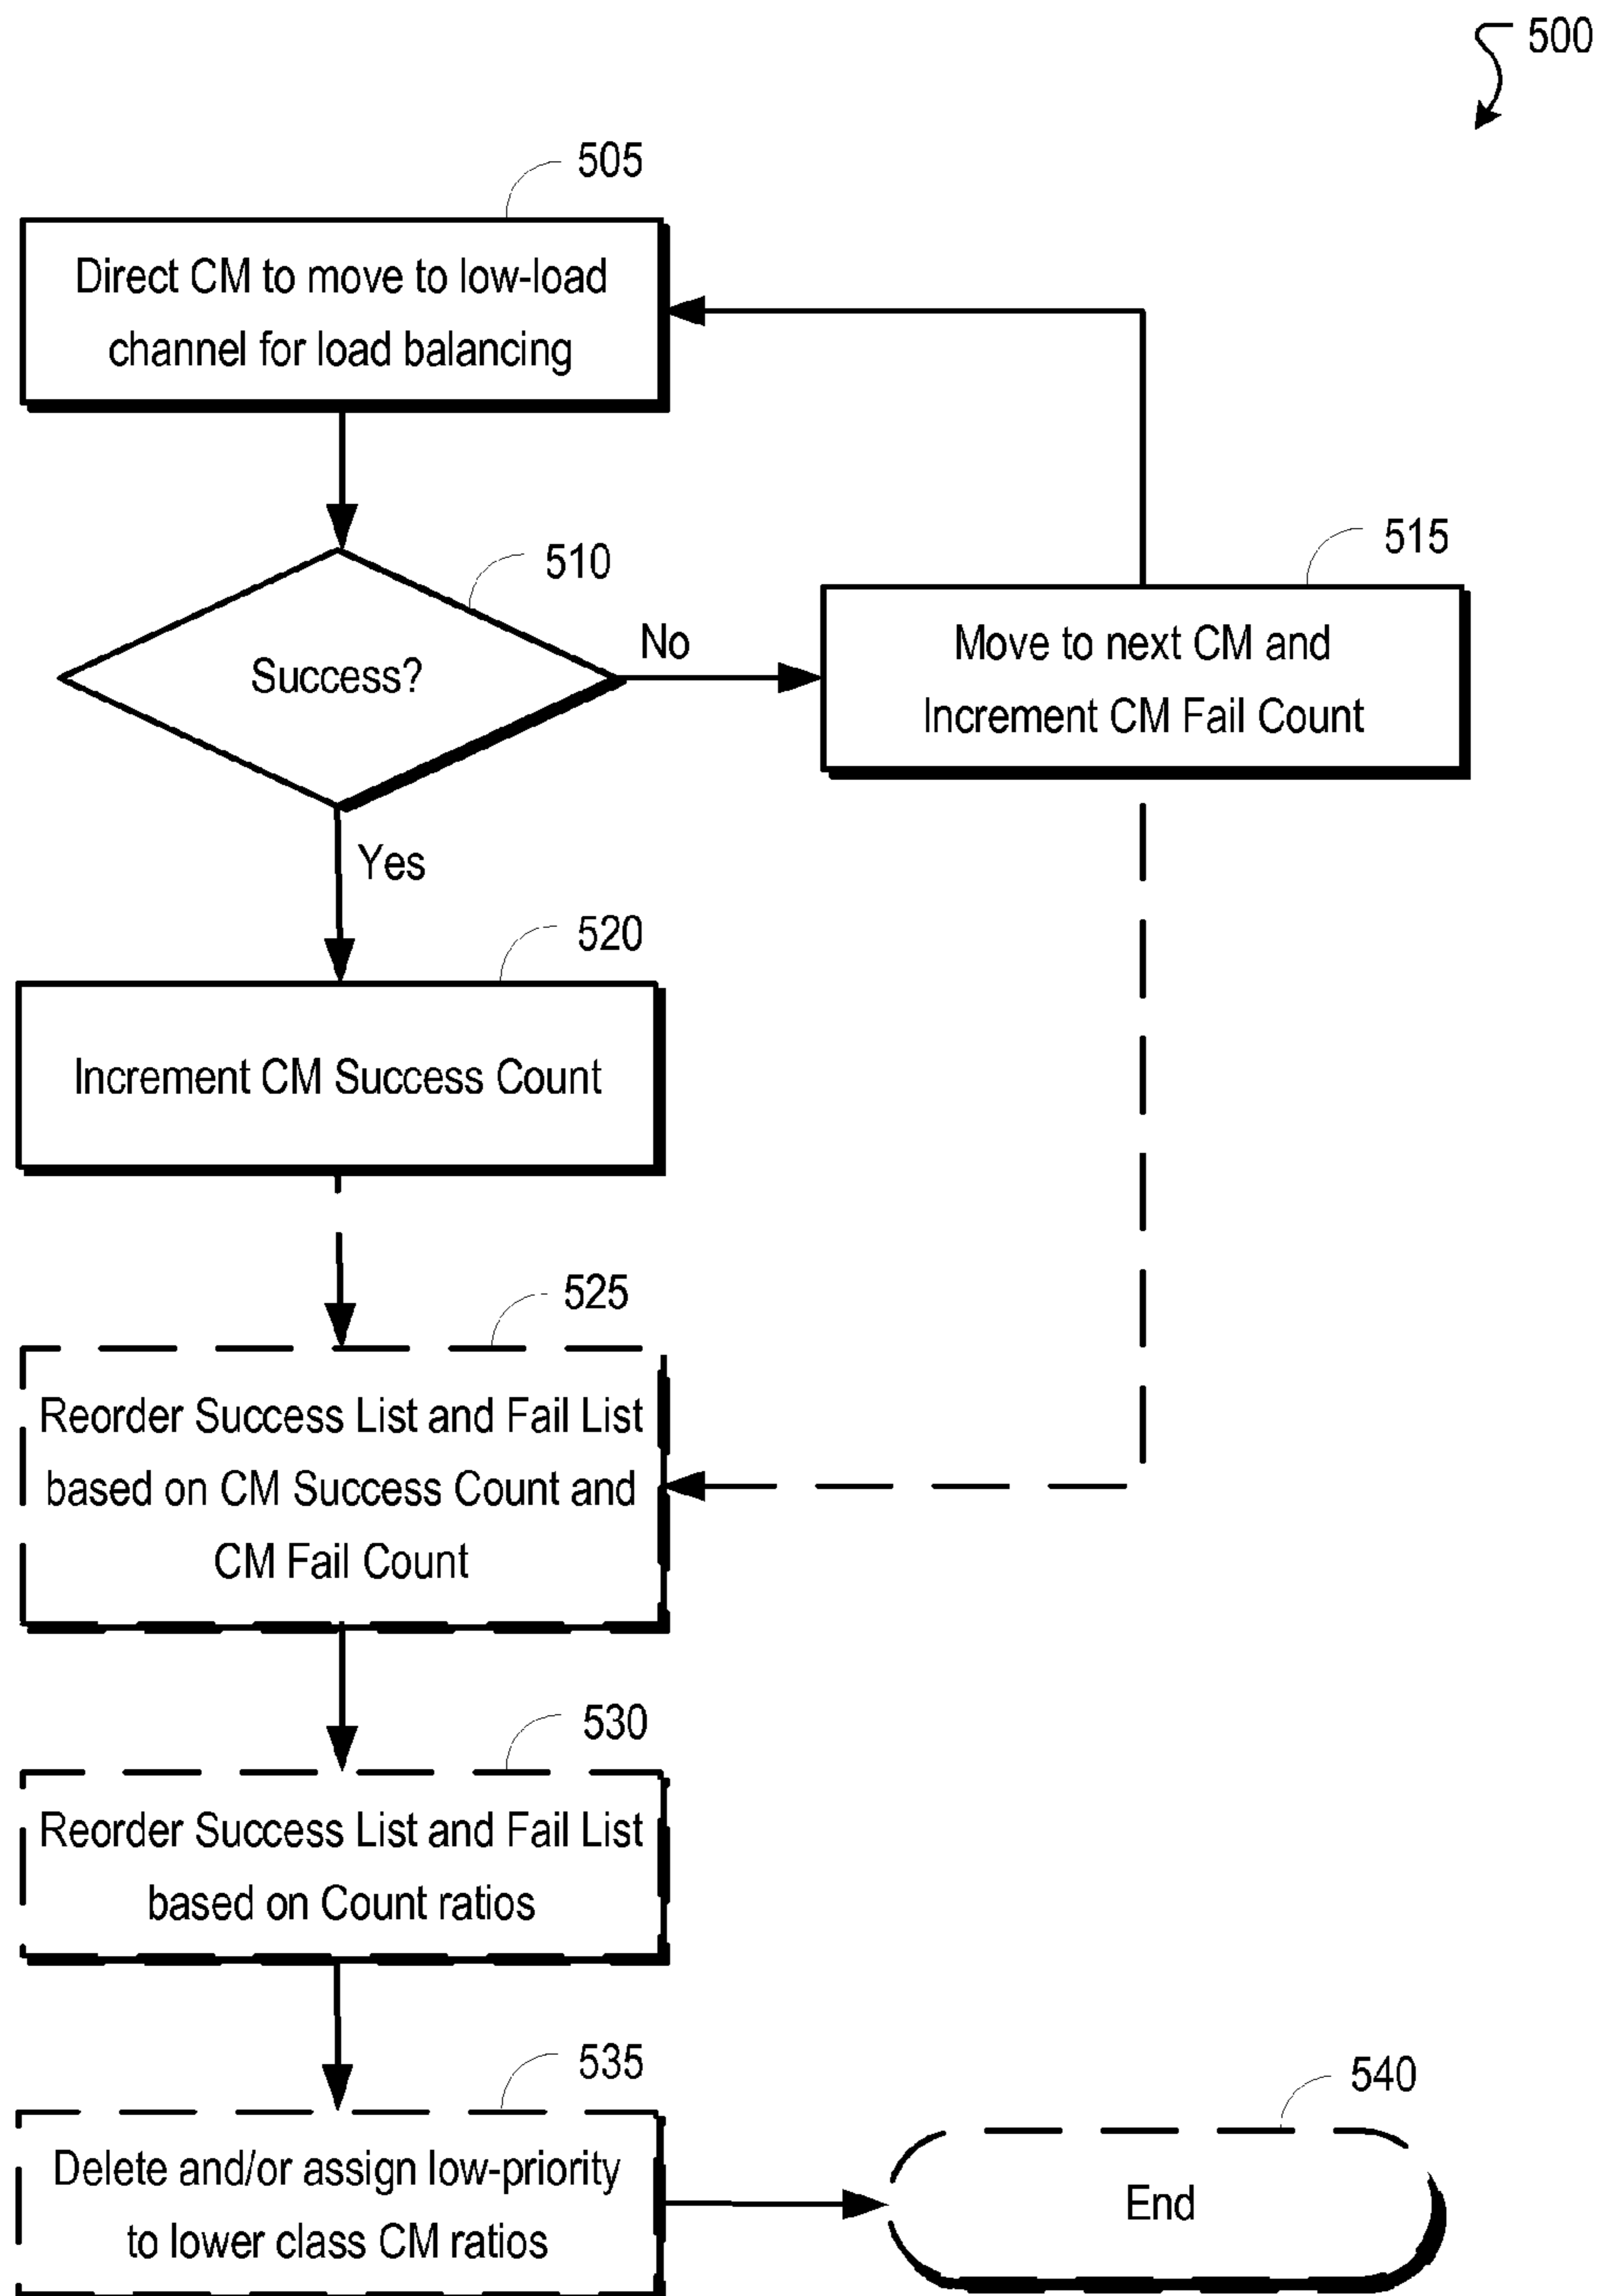 500
505
Direct CM to move to low-load
channel for load balancing
510
Success?
No
515
Move to next CM and
Increment CM Fail Count
Yes
520
Increment CM Success Count
525
Reorder Success List and Fail List
based on CM Success Count and
CM Fail Count
530
Reorder Success List and Fail List
based on Count ratios
535
Delete and/or assign low-priority
to lower class CM ratios
540
End